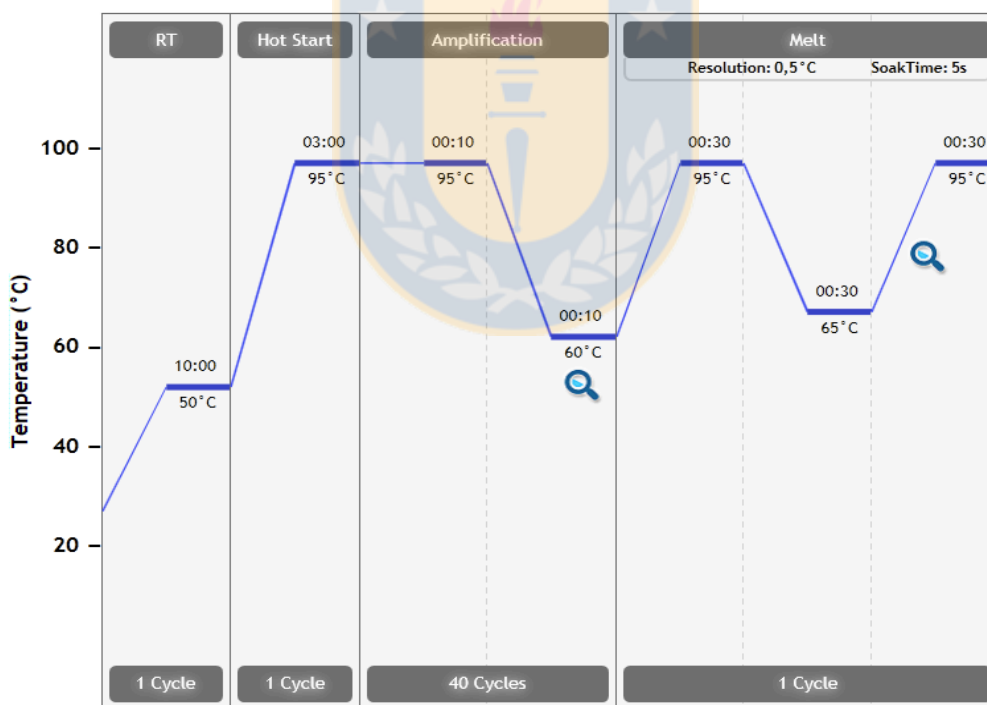 RT
Hot Start
Amplification
Melt
Resolution: 0,5°C SoakTime: 5s
Temperature (°C)
100
80
60
40
20
10:00
50°C
03:00
95°C
00:10
95°C
00:10
60°C
00:30
95°C
00:30
65°C
00:30
95°C
1 Cycle
1 Cycle
40 Cycles
1 Cycle